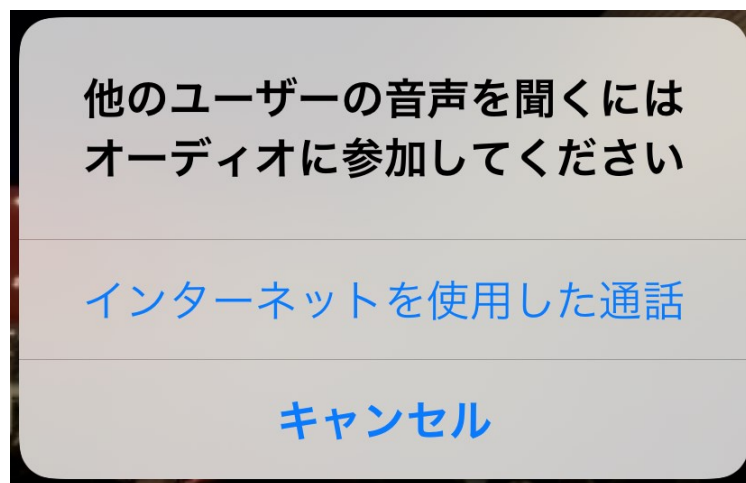 他のユーザーの音声を聞くには
オーディオに参加してください
インターネットを使用した通話
キャンセル